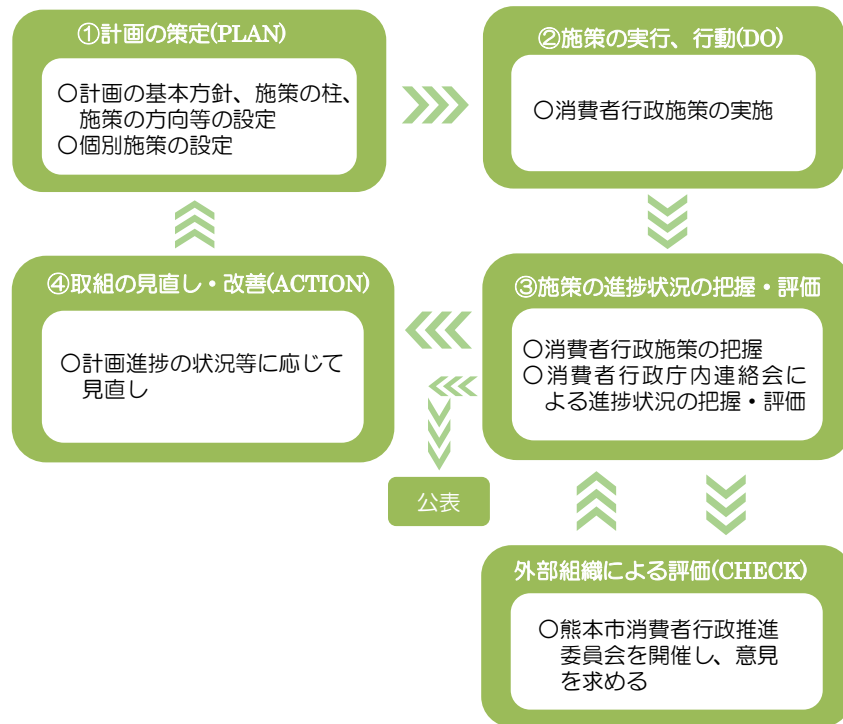 ①計画の策定(PLAN)
〇計画の基本方針、施策の柱、
施策の方向等の設定
〇個別施策の設定
②施策の実行、行動(DO)
〇消費者行政施策の実施
③施策の進捗状況の把握・評価
〇消費者行政施策の把握
〇消費者行政庁内連絡会に
よる進捗状況の把握・評価
④取組の見直し・改善(ACTION)
〇計画進捗の状況等に応じて
見直し
公表
外部組織による評価(CHECK)
〇熊本市消費者行政推進
委員会を開催し、意見
を求める